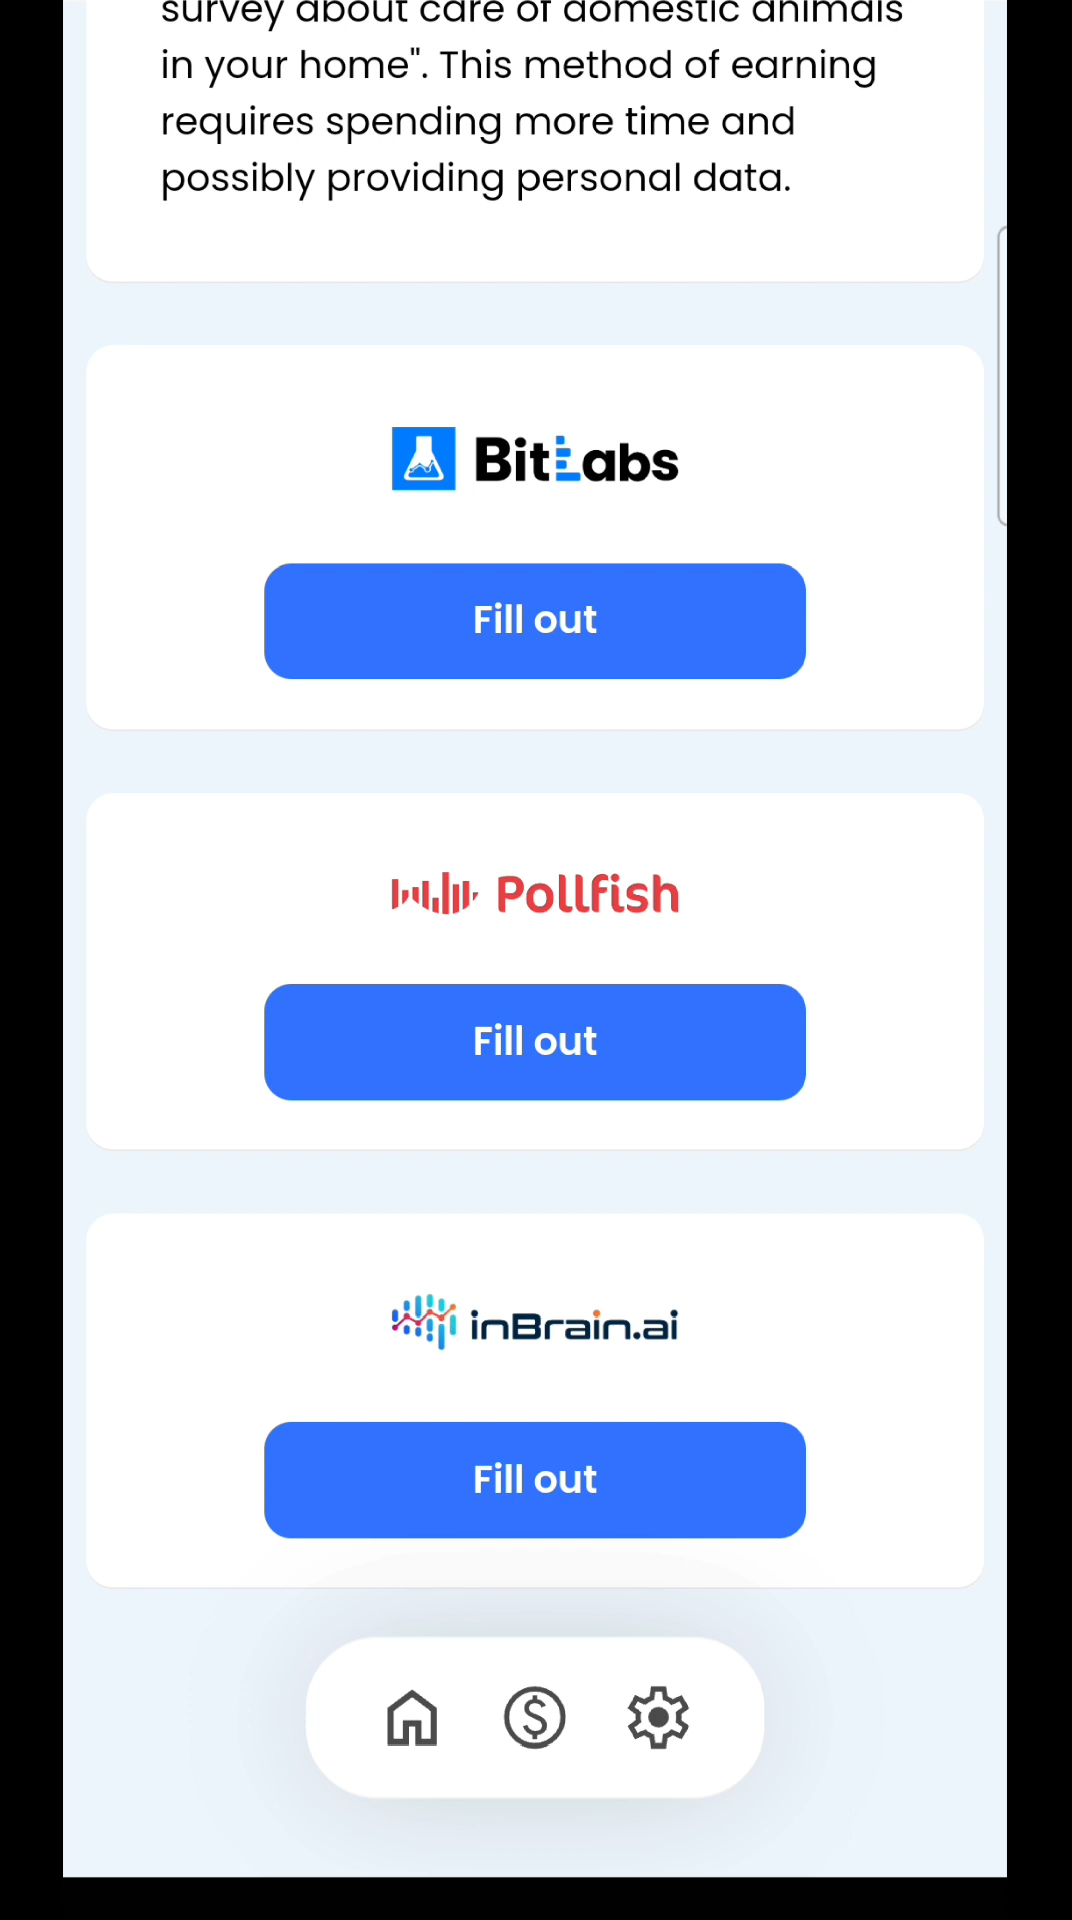 survey about care of domestic animals
in your home". This method of earning
requires spending more time and
possibly providing personal data.
BitLabs
Fill out
Pollfish
Fill out
inBrain.ai
Fill out